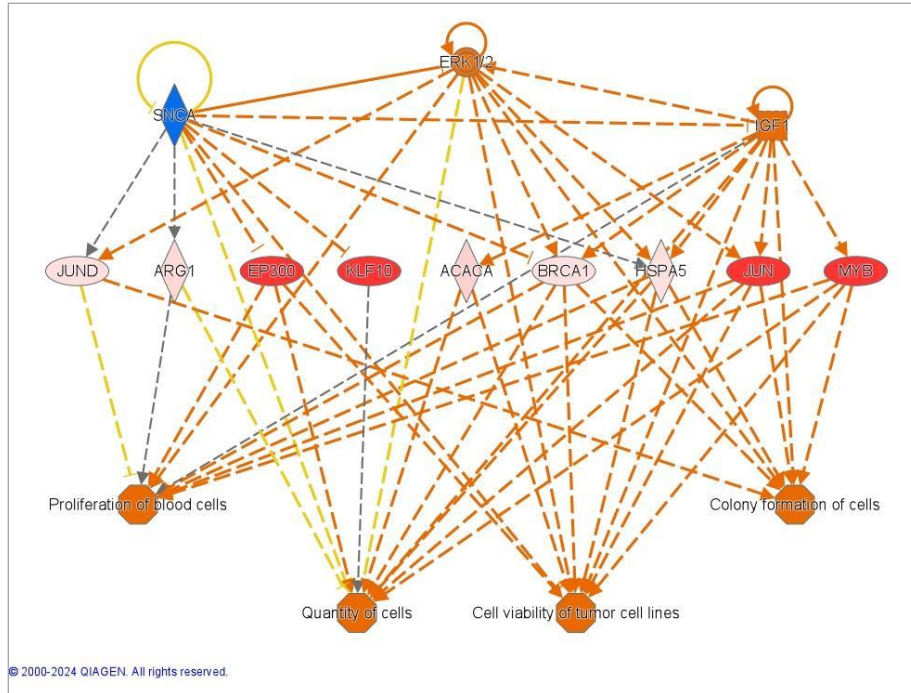 ERK1/2
SNCA
IGF1
JUND
ARG1
EP300
KLF10
ACACA
BRCA1
HSPA5
JUN
MYB
Proliferation of blood cells
Colony formation of cells
Quantity of cells
Cell viability of tumor cell lines
© 2000-2024 QIAGEN. All rights reserved.